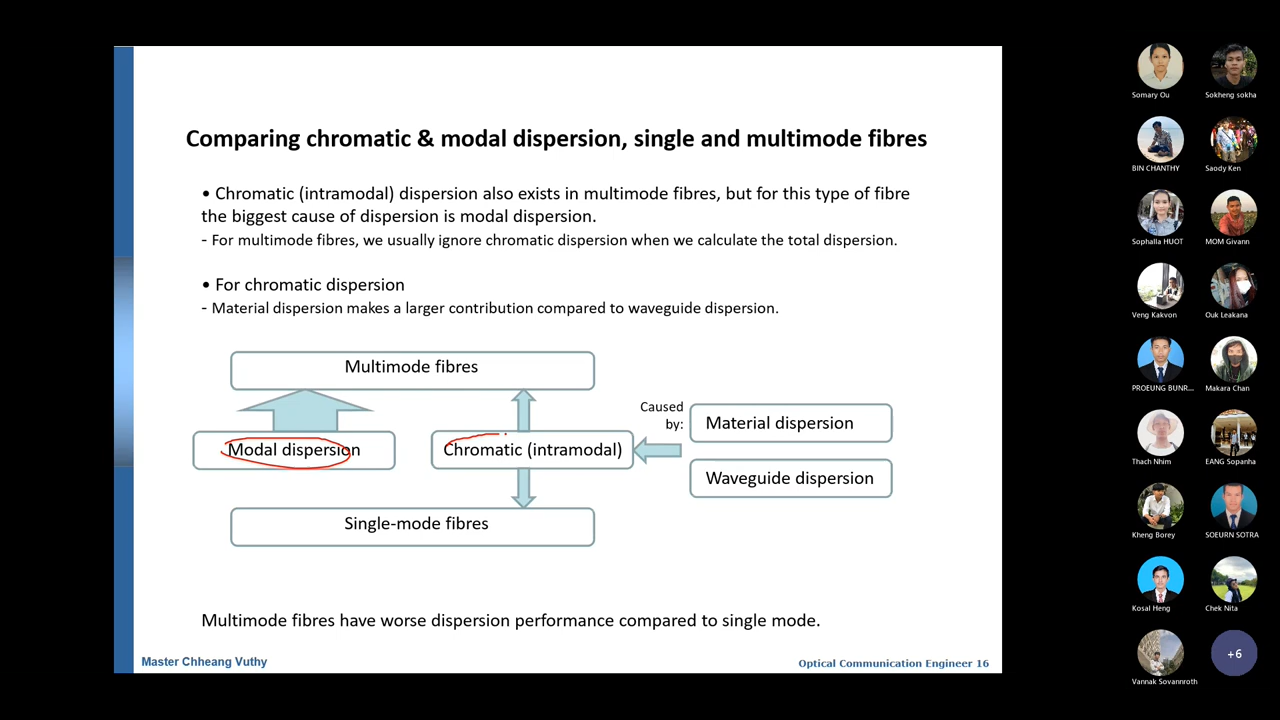 Comparing chromatic & modal dispersion, single and multimode fibres
• Chromatic (intramodal) dispersion also exists in multimode fibres, but for this type of fibre
the biggest cause of dispersion is modal dispersion.
- For multimode fibres, we usually ignore chromatic dispersion when we calculate the total dispersion.
• For chromatic dispersion
- Material dispersion makes a larger contribution compared to waveguide dispersion.
Multimode fibres
Modal dispersion
Chromatic (intramodal)
Caused
by:
Material dispersion
Waveguide dispersion
Single-mode fibres
Multimode fibres have worse dispersion performance compared to single mode.
Master Chheang Vuthy
Optical Communication Engineer 16
Somary Ou
Sokheng sokha
BIN CHANTHY
Saody Ken
Sophalla HUOT
MOM Givann
Veng Kakvon
Ouk Leakana
PROEUNG BUNR...
Makara Chan
Thach Nhim
EANG Sopanha
Kheng Borey
SOEURN SOTRA
Kosal Heng
Chek Nita
Vannak Sovannroth
+6